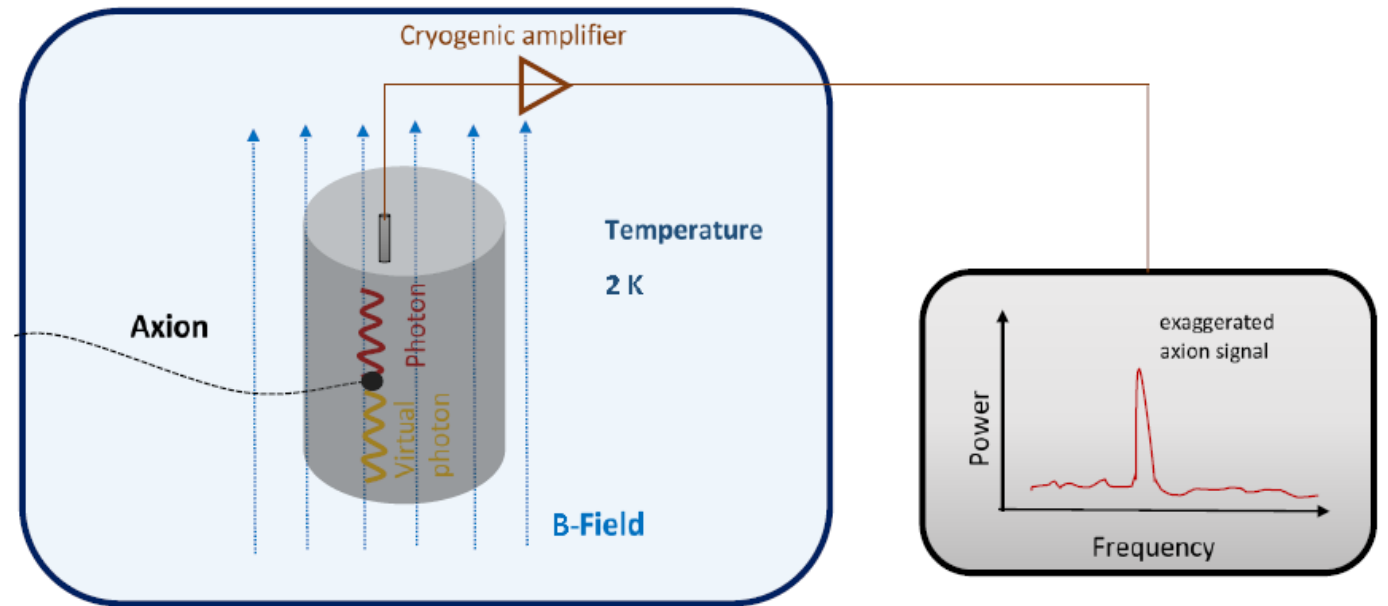 Cryogenic amplifier
Temperature
2 K
Axion
Photon
Virtual
photon
B-Field
exaggerated
axion signal
Power
Frequency